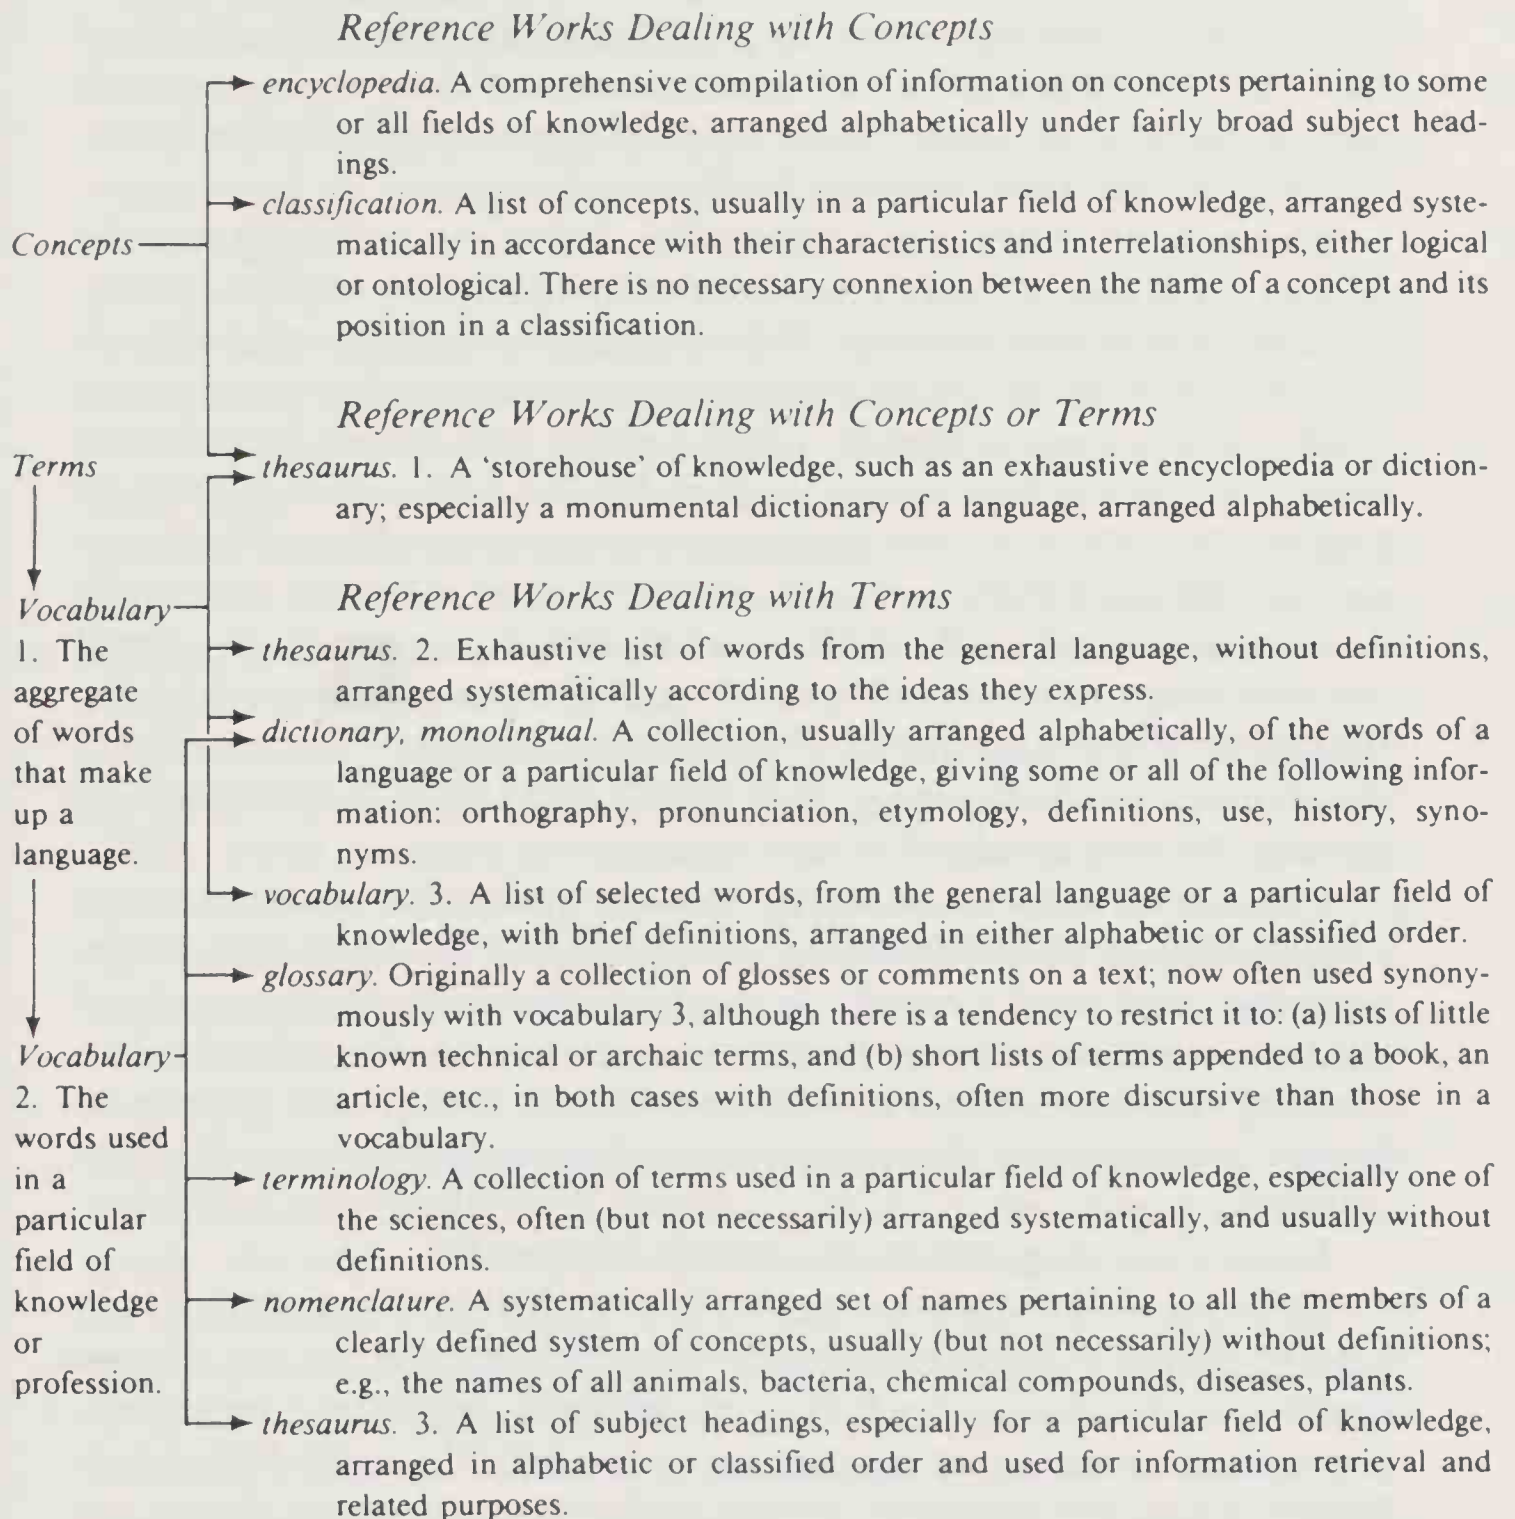 Reference Works Dealing with Concepts
encyclopedia. A comprehensive compilation of information on concepts pertaining to some
or all fields of knowledge, arranged alphabetically under fairly broad subject head-
ings.
classification. A list of concepts, usually in a particular field of knowledge, arranged syste-
Concepts
matically in accordance with their characteristics and interrelationships, either logical
or ontological. There is no necessary connexion between the name of a concept and its
position in a classification.
Reference Works Dealing with Concepts or Terms
Terms
thesaurus. 1. A ‘storehouse’ of knowledge, such as an exhaustive encyclopedia or diction-
ary; especially a monumental dictionary of a language, arranged alphabetically.
Reference Works Dealing with Terms
Vocabulary
1. The
aggregate
of words
that make
up a
language.
thesaurus. 2. Exhaustive list of words from the general language, without definitions,
arranged systematically according to the ideas they express.
dictionary, monolingual. A collection, usually arranged alphabetically, of the words of a
language or a particular field of knowledge, giving some or all of the following infor-
mation: orthography, pronunciation, etymology, definitions, use, history, syno-
nyms.
vocabulary. 3. A list of selected words, from the general language or a particular field of
knowledge, with brief definitions, arranged in either alphabetic or classified order.
glossary. Originally a collection of glosses or comments on a text; now often used synony-
mously with vocabulary 3, although there is a tendency to restrict it to: (a) lists of little
known technical or archaic terms, and (b) short lists of terms appended to a book, an
article, etc., in both cases with definitions, often more discursive than those in a
vocabulary.
Vocabulary
2. The
words used
in a
particular
field of
knowledge
or
profession.
terminology. A collection of terms used in a particular field of knowledge, especially one of
the sciences, often (but not necessarily) arranged systematically, and usually without
definitions.
nomenclature. A systematically arranged set of names pertaining to all the members of a
clearly defined system of concepts, usually (but not necessarily) without definitions;
e.g., the names of all animals, bacteria, chemical compounds, diseases, plants.
thesaurus. 3. A list of subject headings, especially for a particular field of knowledge,
arranged in alphabetic or classified order and used for information retrieval and
related purposes.